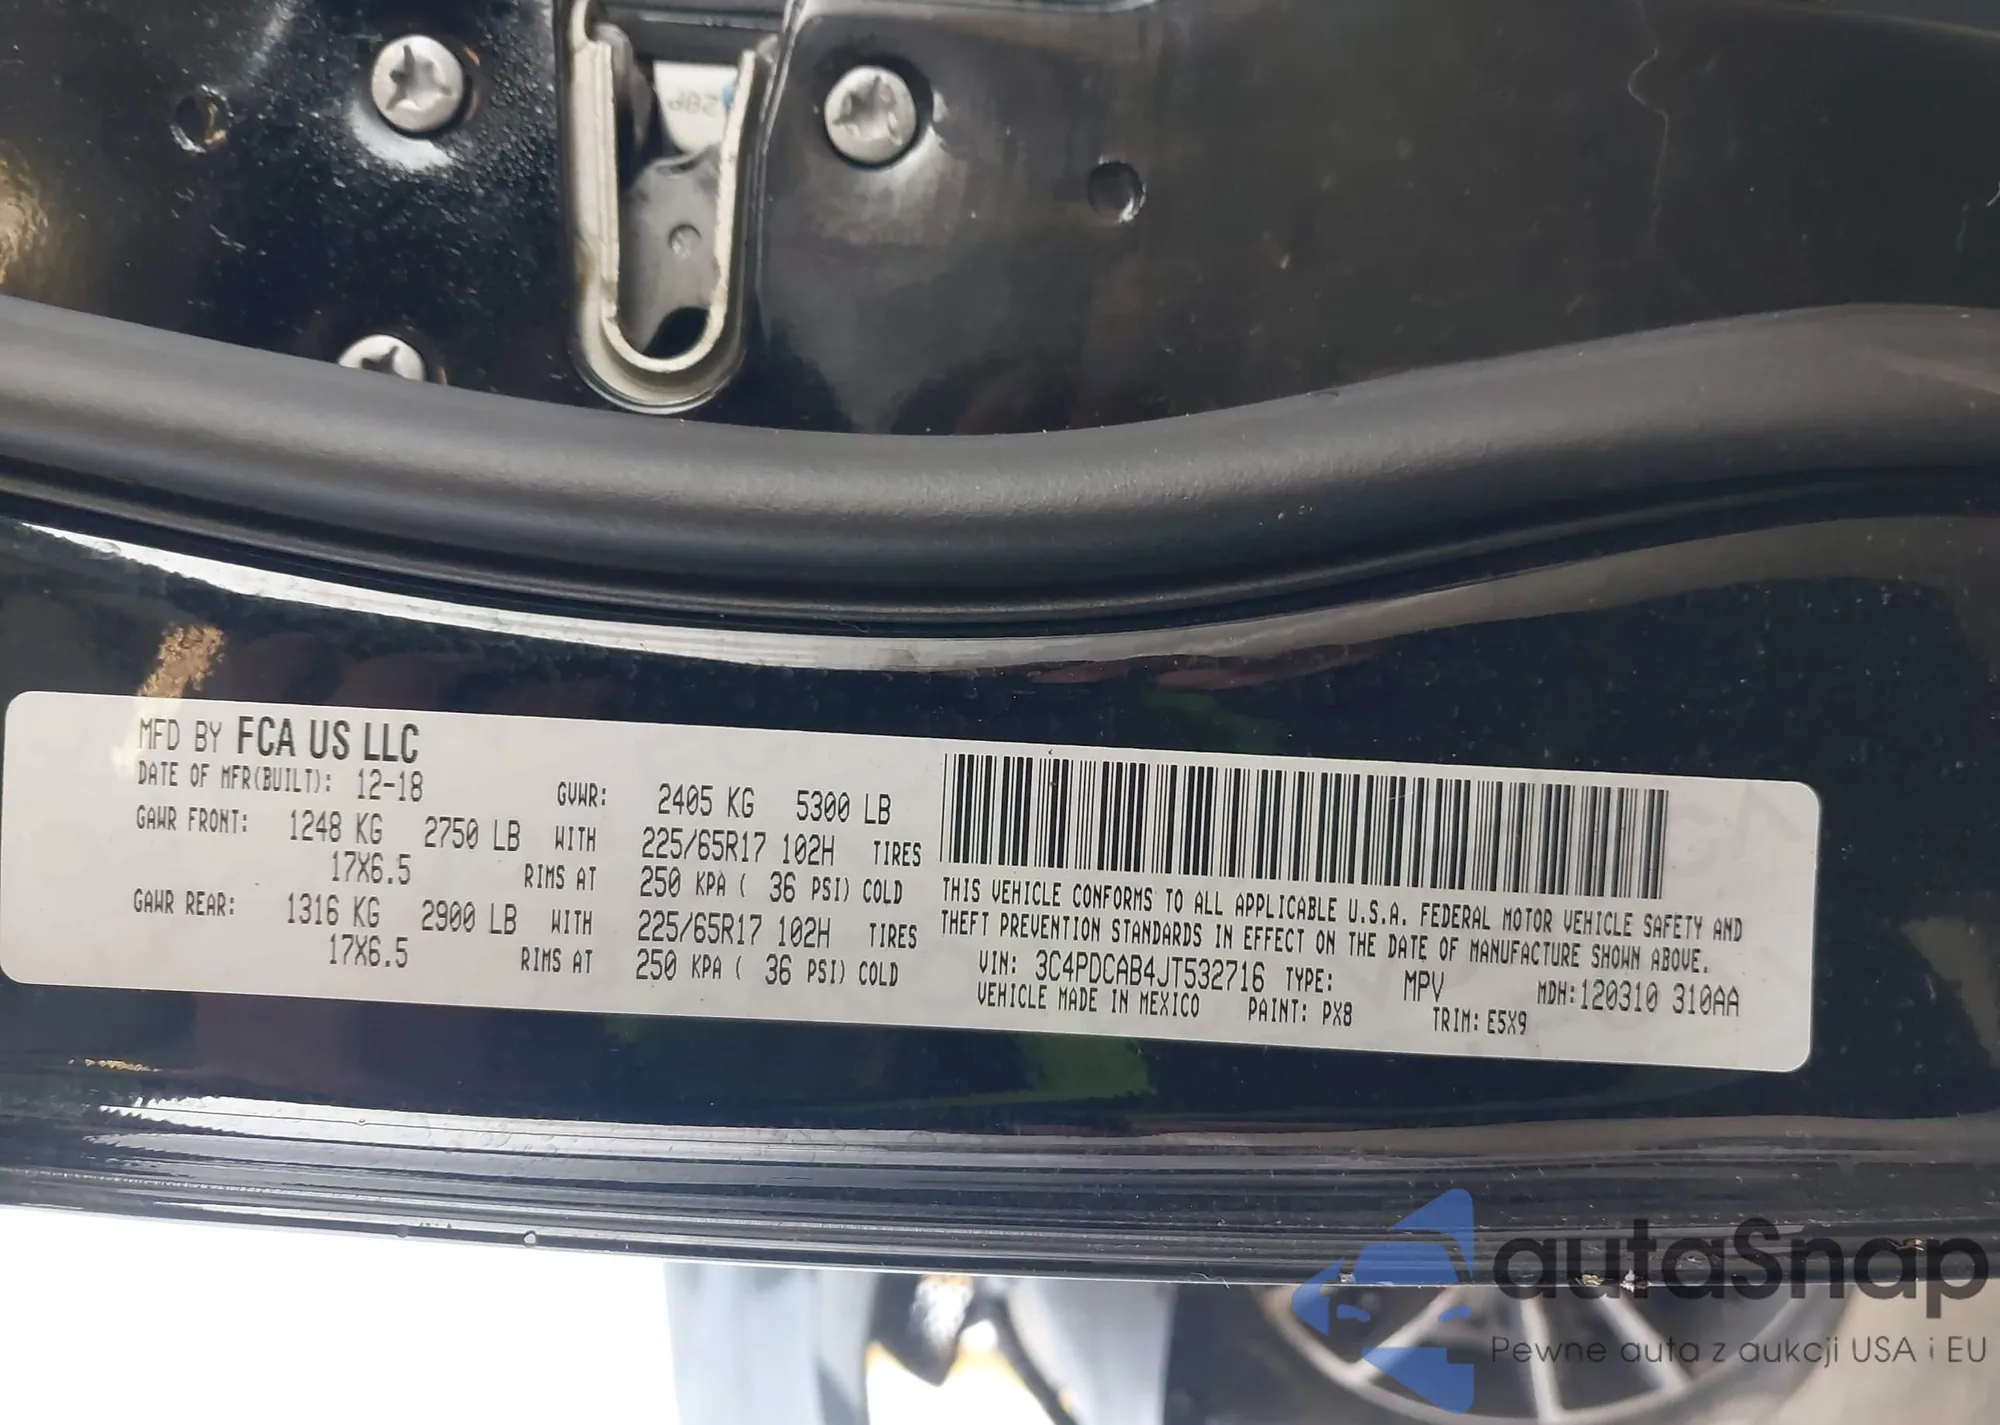 MFD BY FCA US LLC
DATE OF MFR(BUILT): 12-18 GVWR: 2405 KG 5300 LB
GAWR FRONT: 1248 KG 2750 LB WITH 225/65R17 102H TIRES
17X6.5 RIMS AT 250 KPA ( 36 PSI) COLD
GAWR REAR: 1316 KG 2900 LB WITH 225/65R17 102H TIRES
17X6.5 RIMS AT 250 KPA ( 36 PSI) COLD
THIS VEHICLE CONFORMS TO ALL APPLICABLE U.S.A. FEDERAL MOTOR VEHICLE SAFETY AND
THEFT PREVENTION STANDARDS IN EFFECT ON THE DATE OF MANUFACTURE SHOWN ABOVE.
VIN: 3C4PDCAB4JT532716 TYPE: MPV MDH:120310 310AA
VEHICLE MADE IN MEXICO PAINT: PX8 TRIM: E5X9
autaSnap
Pewne auta z aukcji USA i EU